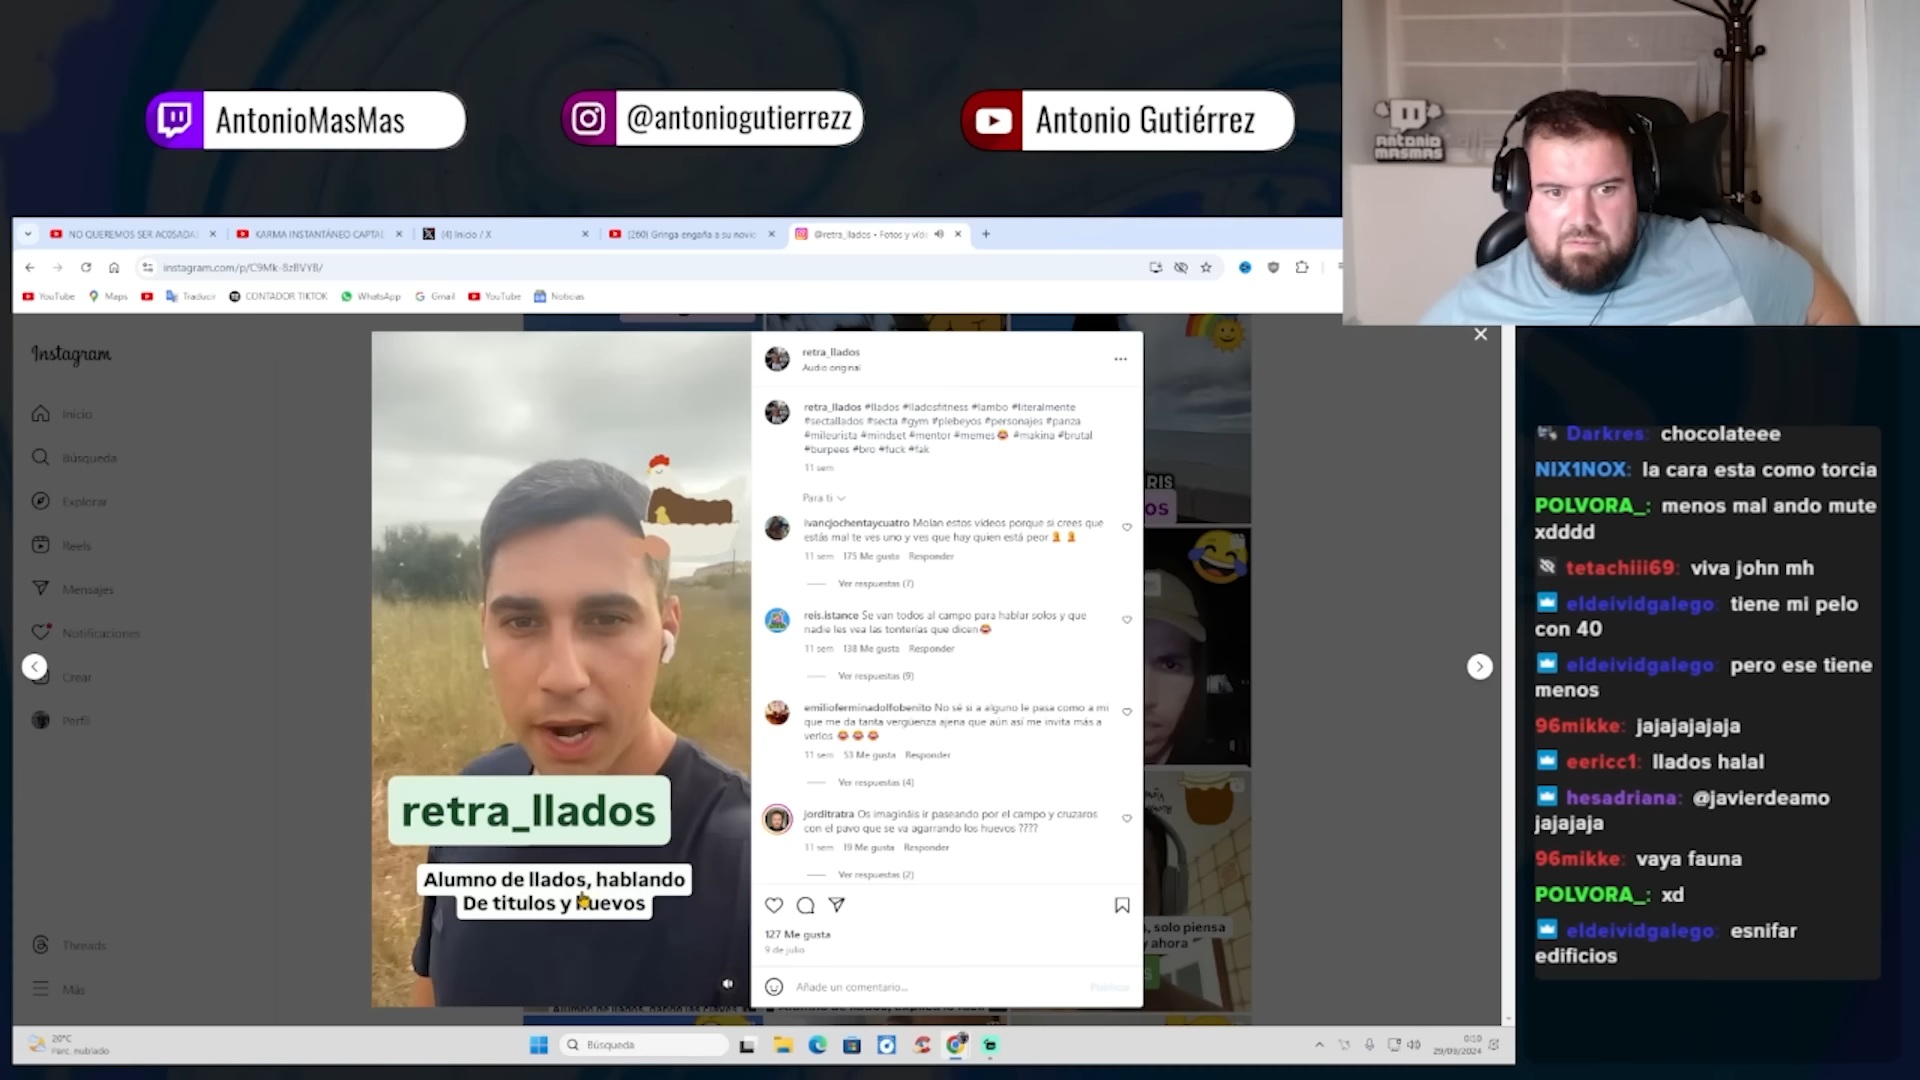 AntonioMasMas
@antoniogutierrezz
Antonio Gutiérrez
ANTONIO
MASMAS
NO QUEREMOS SER ACOSADA
KARMA INSTANTÁNEO CAPTA
(4) Inicio / X
(260) Gringa engaña a su novio
@retra_llados • Fotos y víd
instagram.com/p/C9Mk-8zBVYB/
YouTube
Maps
Traducir
CONTADOR TIKTOK
WhatsApp
Gmail
YouTube
Noticias
Instagram
Inicio
Búsqueda
Explorar
Reels
Mensajes
Notificaciones
Crear
Perfil
Threads
Más
retra_llados
Alumno de llados, hablando
De titulos y huevos
retra_llados
Audio original
retra_llados #llados #lladosfitness #lambo #literalmente
#sectallados #secta #gym #plebeyos #personajes #panza
#mileurista #mindset #mentor #memes😂 #makina #brutal
#burpees #bro #fuck #fak
11 sem
Para ti
ivancjochentaycuatro Molan estos vídeos porque si crees que
estás mal te ves uno y ves que hay quien está peor
11 sem 175 Me gusta Responder
Ver respuestas (7)
reis.istance Se van todos al campo para hablar solos y que
nadie les vea las tonterías que dicen😂
11 sem 138 Me gusta Responder
Ver respuestas (9)
emilioferminadolfobenito No sé si a alguno le pasa como a mi
que me da tanta vergüenza ajena que aún así me invita más a
verlos 😂 😂 😂
11 sem 53 Me gusta Responder
Ver respuestas (4)
jorditratra Os imagináis ir paseando por el campo y cruzaros
con el pavo que se va agarrando los huevos ????
11 sem 19 Me gusta Responder
Ver respuestas (2)
127 Me gusta
9 de julio
Añade un comentario...
Publicar
RIS
OS
, solo piensa
y ahora
S
Darkres: chocolateee
NIX1NOX: la cara esta como torcia
POLVORA_: menos mal ando mute
xdddd
tetachiii69: viva john mh
eldeividgalego: tiene mi pelo
con 40
eldeividgalego: pero ese tiene
menos
96mikke: jajajajajaja
eericc1: llados halal
hesadriana: @javierdeamo
jajajaja
96mikke: vaya fauna
POLVORA_: xd
eldeividgalego: esnifar
edificios
20°C
Parc. nublado
Búsqueda
0:10
29/09/2024